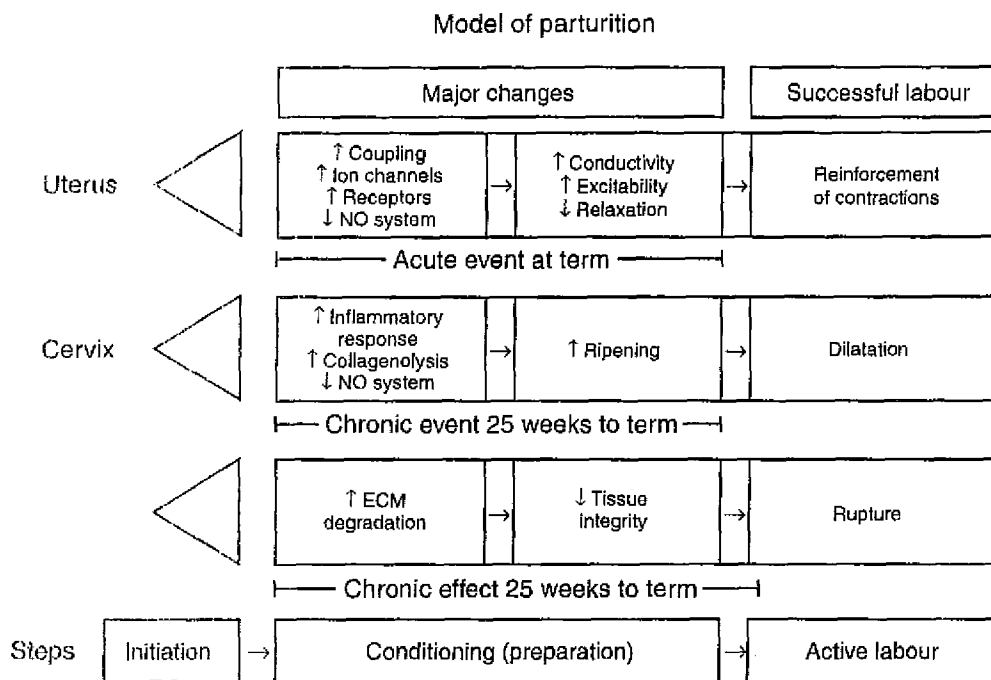 Model of parturition
Major changes
Successful labour
Uterus
↑ Coupling
↑ Ion channels
↑ Receptors
↓ NO system
→
↑ Conductivity
↑ Excitability
↓ Relaxation
→
Reinforcement
of contractions
Acute event at term
Cervix
↑ Inflammatory
response
↑ Collagenolysis
↓ NO system
→
↑ Ripening
→
Dilatation
Chronic event 25 weeks to term
↑ ECM
degradation
→
↓ Tissue
integrity
→
Rupture
Chronic effect 25 weeks to term
Steps
Initiation
→
Conditioning (preparation)
→
Active labour